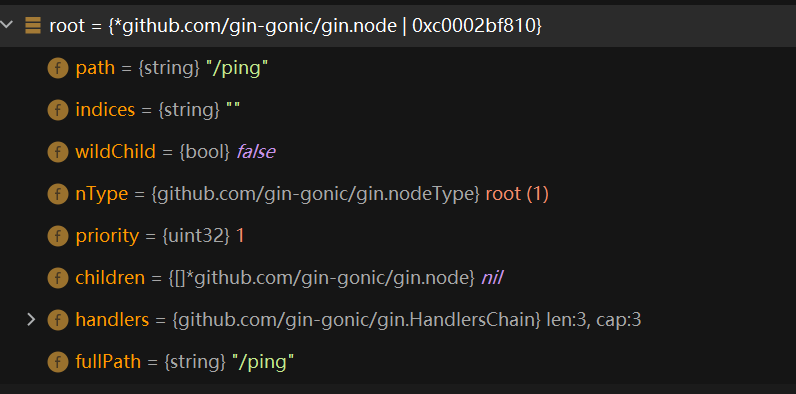 root = {*github.com/gin-gonic/gin.node | 0xc0002bf810}
f path = {string} "/ping"
f indices = {string} ""
f wildChild = {bool} false
f nType = {github.com/gin-gonic/gin.nodeType} root (1)
f priority = {uint32} 1
f children = {[]*github.com/gin-gonic/gin.node} nil
f handlers = {github.com/gin-gonic/gin.HandlersChain} len:3, cap:3
f fullPath = {string} "/ping"